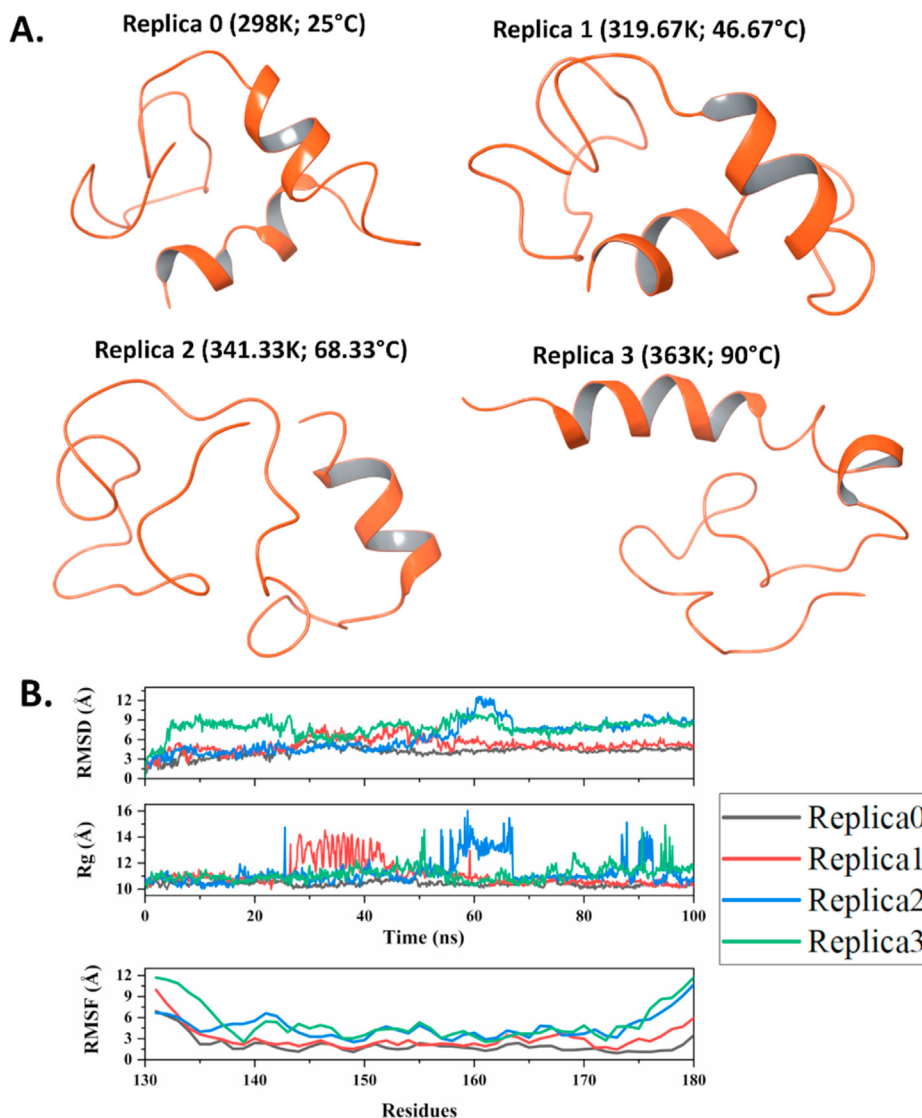 A.
Replica 0 (298K; 25°C)
Replica 1 (319.67K; 46.67°C)
Replica 2 (341.33K; 68.33°C)
Replica 3 (363K; 90°C)
B.
RMSD (Å)
12
9
6
3
0
Rg (Å)
16
14
12
10
0 20 40 60 80 100
Time (ns)
RMSF (Å)
12
9
6
3
0
130 140 150 160 170 180
Residues
Replica0
Replica1
Replica2
Replica3